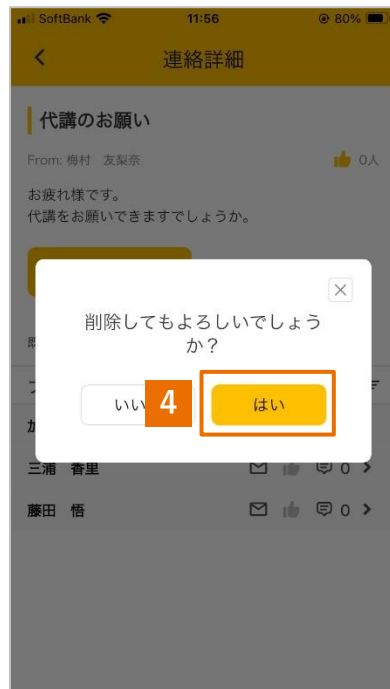 SoftBank 11:56 80%
連絡詳細
代講のお願い
From: 梅村 友梨奈 0人
お疲れ様です。
代講をお願いできますでしょうか。
削除してもよろしいでしょう
か？
いい 4 はい
三浦 香里 0
藤田 悟 0